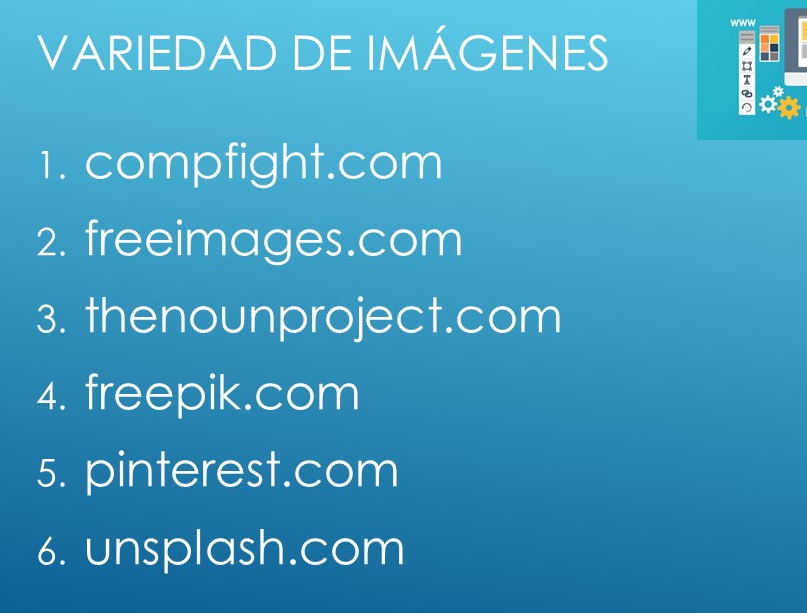 VARIEDAD DE IMÁGENES
WWW
T
1. compfight.com
2. freeimages.com
3. thenounproject.com
4. freepik.com
5. pinterest.com
6. unsplash.com